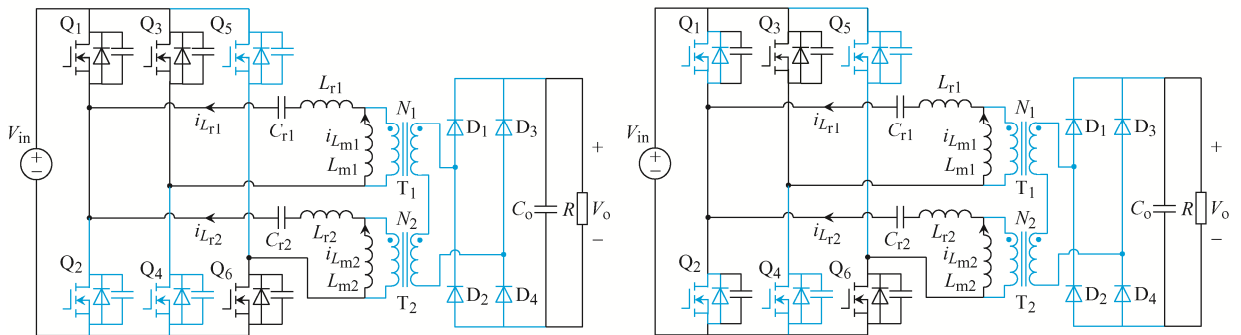 Q1 Q3 Q5
Lr1
N1
iLr1 Cr1
iLm1
D1 D3
Vin
+
−
Lm1
T1
+
N2
Co R Vo
iLr2 Cr2 Lr2
iLm2
−
Q2 Q4 Q6
Lm2
T2
D2 D4
Q1 Q3 Q5
Lr1
N1
iLr1 Cr1
iLm1
D1 D3
Vin
+
−
Lm1
T1
+
N2
Co R Vo
iLr2 Cr2 Lr2
iLm2
−
Q2 Q4 Q6
Lm2
T2
D2 D4